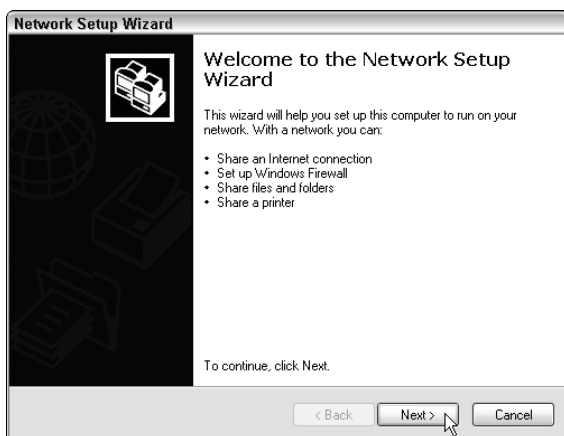 Network Setup Wizard
Welcome to the Network Setup
Wizard
This wizard will help you set up this computer to run on your
network. With a network you can:
• Share an Internet connection
• Set up Windows Firewall
• Share files and folders
• Share a printer
To continue, click Next.
< Back Next > Cancel